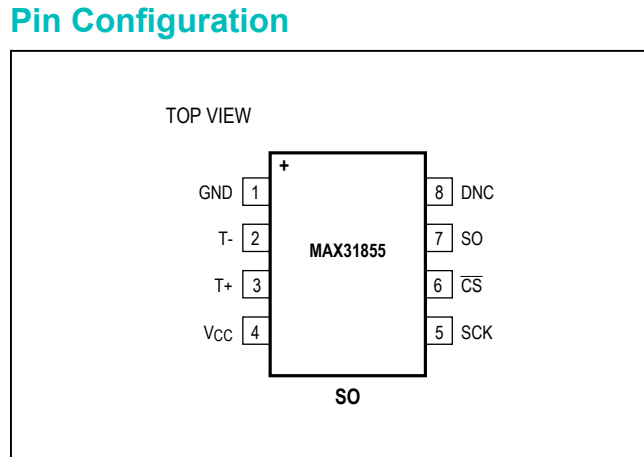 Pin Configuration
TOP VIEW
+
GND 1
8 DNC
T- 2
7 SO
MAX31855
T+ 3
6 C̅S̅
VCC 4
5 SCK
SO